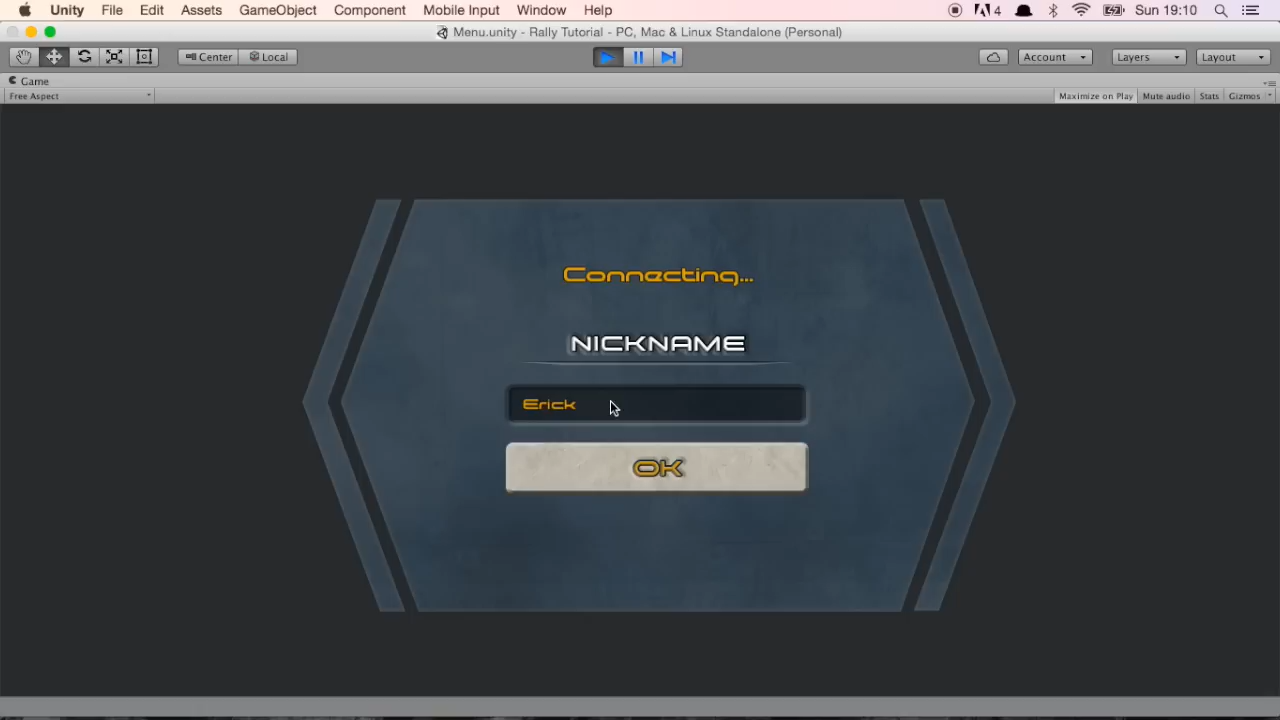 Unity File Edit Assets GameObject Component Mobile Input Window Help 4 Sun 19:10
Menu.unity - Rally Tutorial - PC, Mac & Linux Standalone (Personal)
Center Local Account Layers Layout
Game
Free Aspect Maximize on Play Mute audio Stats Gizmos
Connecting...
NICKNAME
Erick
OK